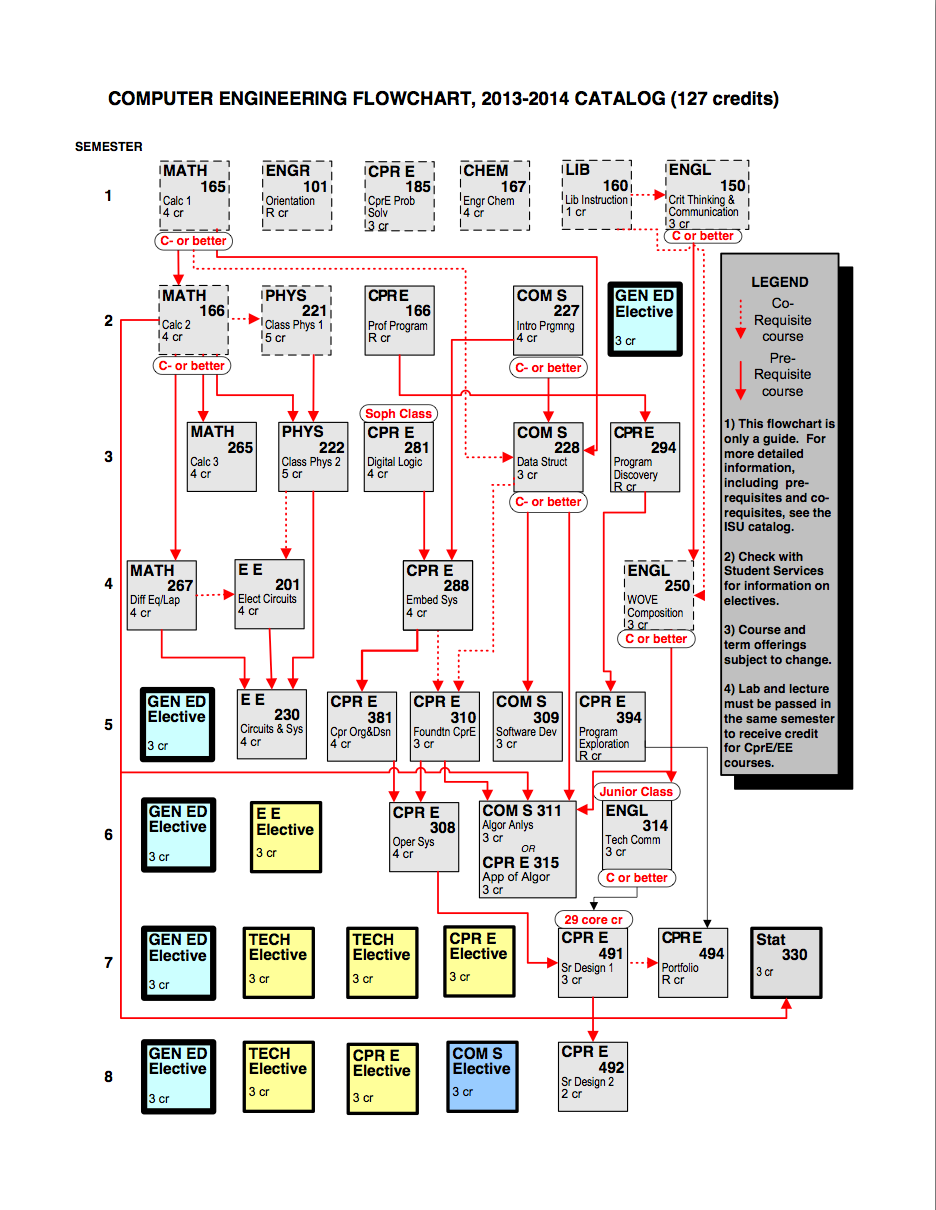 COMPUTER ENGINEERING FLOWCHART, 2013-2014 CATALOG (127 credits)
SEMESTER
1
MATH
165
Calc 1
4 cr
C- or better
ENGR
101
Orientation
R cr
CPR E
185
CprE Prob
Solv
3 cr
CHEM
167
Engr Chem
4 cr
LIB
160
Lib Instruction
1 cr
ENGL
150
Crit Thinking &
Communication
3 cr
C or better
2
MATH
166
Calc 2
4 cr
C- or better
PHYS
221
Class Phys 1
5 cr
CPR E
166
Prof Program
R cr
COM S
227
Intro Prgmng
4 cr
C- or better
GEN ED
Elective
3 cr
3
MATH
265
Calc 3
4 cr
PHYS
222
Class Phys 2
5 cr
Soph Class
CPR E
281
Digital Logic
4 cr
COM S
228
Data Struct
3 cr
C- or better
CPR E
294
Program
Discovery
R cr
4
MATH
267
Diff Eq/Lap
4 cr
E E
201
Elect Circuits
4 cr
CPR E
288
Embed Sys
4 cr
ENGL
250
WOVE
Composition
3 cr
C or better
5
GEN ED
Elective
3 cr
E E
230
Circuits & Sys
4 cr
CPR E
381
Cpr Org&Dsn
4 cr
CPR E
310
Foundtn CprE
3 cr
COM S
309
Software Dev
3 cr
CPR E
394
Program
Exploration
R cr
6
GEN ED
Elective
3 cr
E E
Elective
3 cr
CPR E
308
Oper Sys
4 cr
COM S 311
Algor Anlys
3 cr
OR
CPR E 315
App of Algor
3 cr
Junior Class
ENGL
314
Tech Comm
3 cr
C or better
7
GEN ED
Elective
3 cr
TECH
Elective
3 cr
TECH
Elective
3 cr
CPR E
Elective
3 cr
29 core cr
CPR E
491
Sr Design 1
3 cr
CPR E
494
Portfolio
R cr
Stat
330
3 cr
8
GEN ED
Elective
3 cr
TECH
Elective
3 cr
CPR E
Elective
3 cr
COM S
Elective
3 cr
CPR E
492
Sr Design 2
2 cr
LEGEND
Co-
Requisite
course
Pre-
Requisite
course
1) This flowchart is
only a guide. For
more detailed
information,
including pre-
requisites and co-
requisites, see the
ISU catalog.
2) Check with
Student Services
for information on
electives.
3) Course and
term offerings
subject to change.
4) Lab and lecture
must be passed in
the same semester
to receive credit
for CprE/EE
courses.